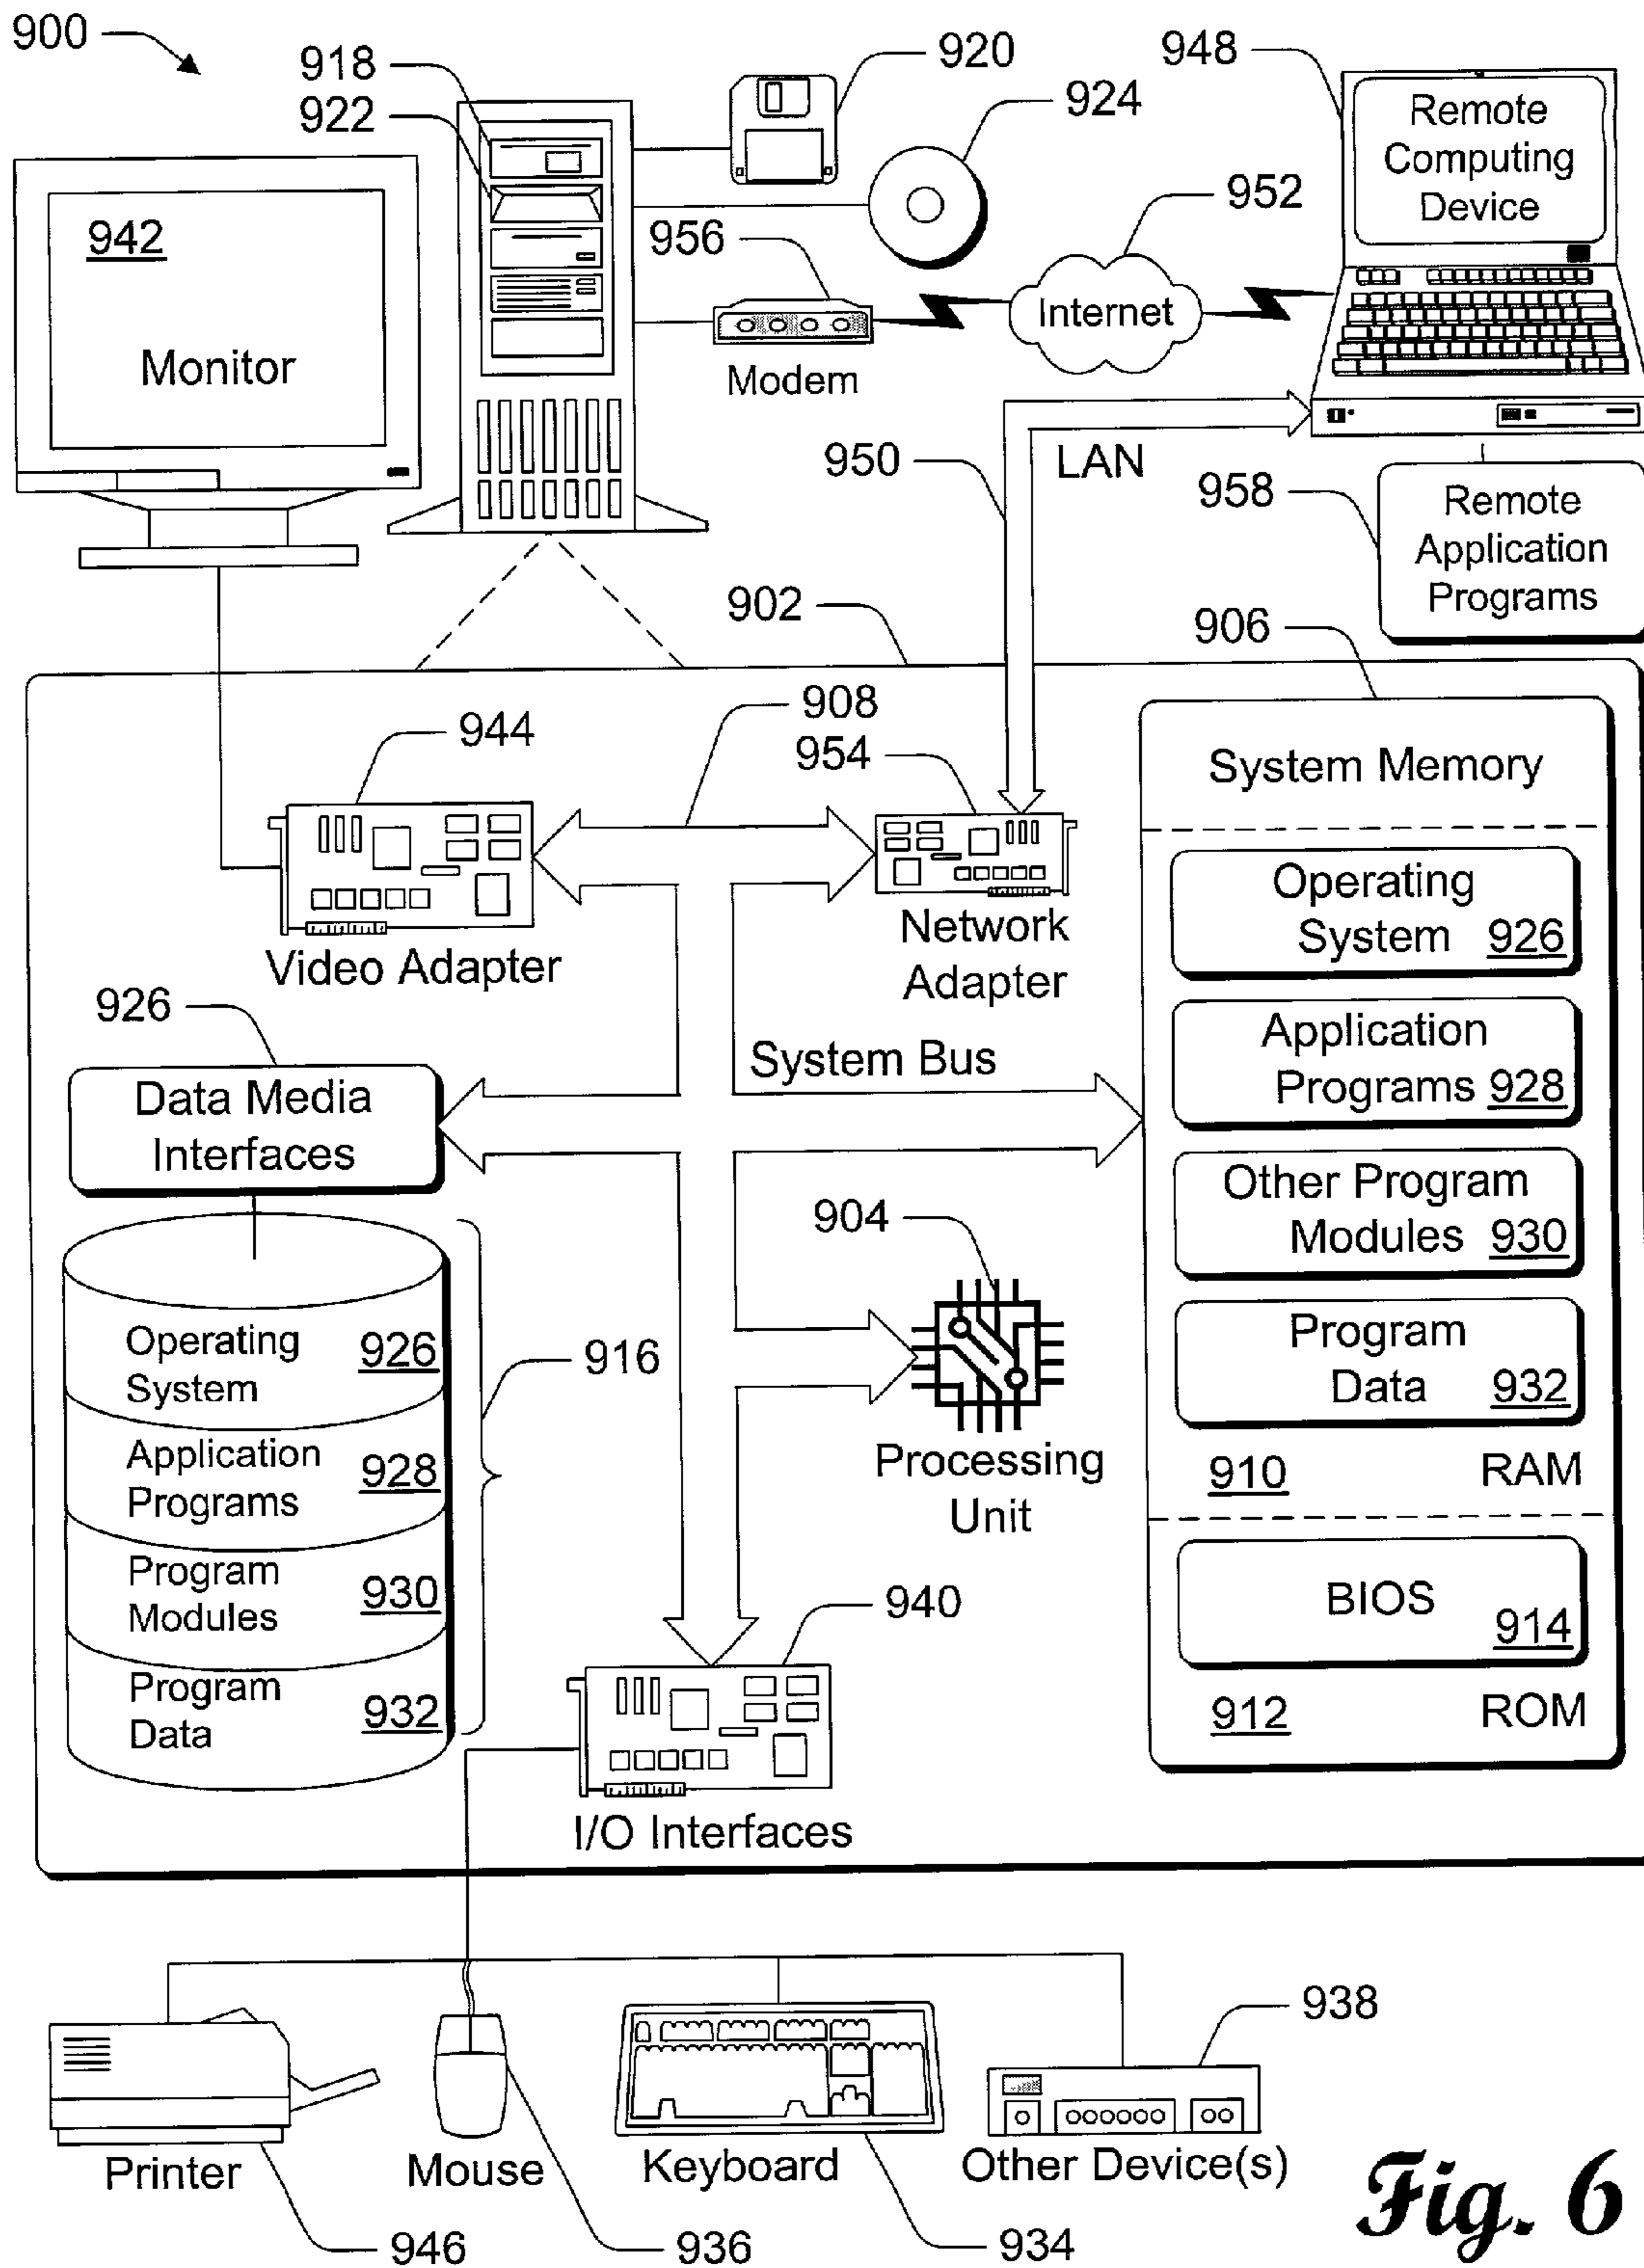 900
918
922
920
924
948
Remote
Computing
Device
952
942
Monitor
956
Modem
Internet
950
LAN
958
Remote
Application
Programs
902
906
908
944
954
Video Adapter
Network
Adapter
System Memory
Operating
System 926
Application
Programs 928
Other Program
Modules 930
Program
Data 932
910 RAM
BIOS
914
912 ROM
926
Data Media
Interfaces
System Bus
904
Processing
Unit
Operating
System 926
Application
Programs 928
Program
Modules 930
Program
Data 932
916
940
I/O Interfaces
938
Printer
Mouse
Keyboard
Other Device(s)
946
936
934
Fig. 6